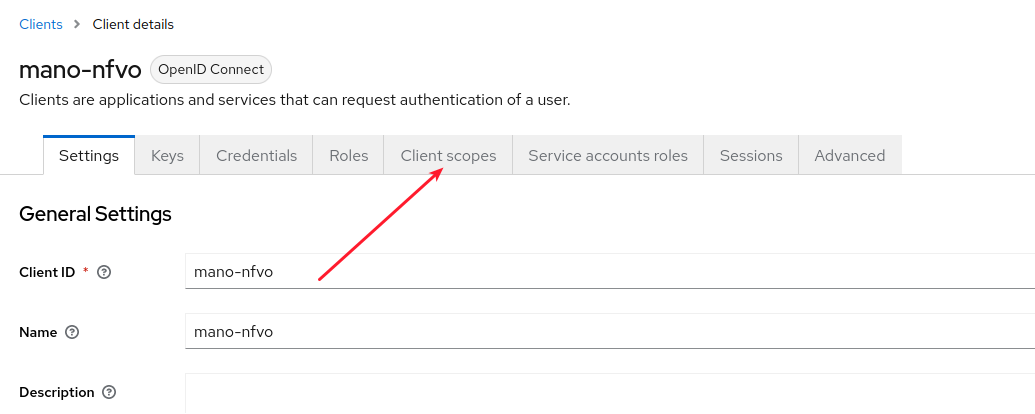 Clients > Client details
mano-nfvo OpenID Connect
Clients are applications and services that can request authentication of a user.
Settings Keys Credentials Roles Client scopes Service accounts roles Sessions Advanced
General Settings
Client ID * mano-nfvo
Name mano-nfvo
Description